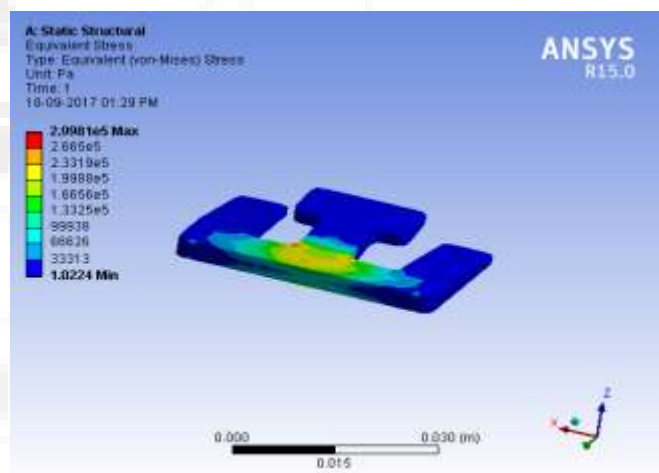 A: Static Structural
Equivalent Stress
Type: Equivalent (von-Mises) Stress
Unit: Pa
Time: 1
18-09-2017 01:29 PM
ANSYS
R15.0
2.0981e5 Max
2.665e5
2.3319e5
1.9988e5
1.6656e5
1.3325e5
99938
66626
33313
1.0224 Min
Z
X
0.000
0.030 (m)
0.015